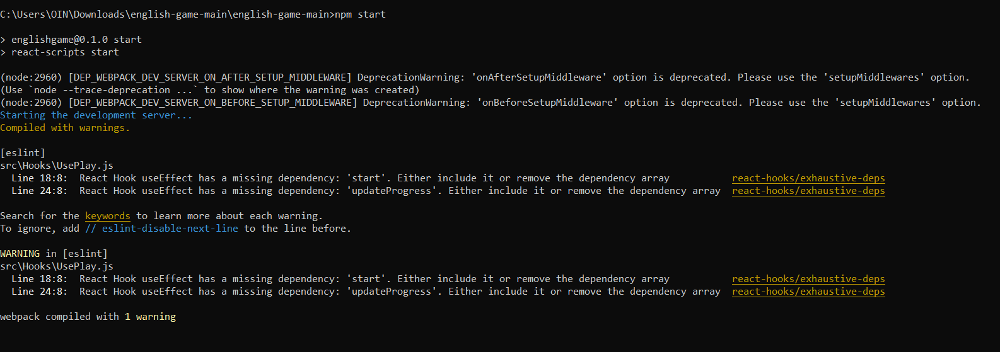 C:\Users\OIN\Downloads\english-game-main\english-game-main>npm start
> englishgame@0.1.0 start
> react-scripts start
(node:2960) [DEP_WEBPACK_DEV_SERVER_ON_AFTER_SETUP_MIDDLEWARE] DeprecationWarning: 'onAfterSetupMiddleware' option is deprecated. Please use the 'setupMiddlewares' option.
(Use `node --trace-deprecation ...` to show where the warning was created)
(node:2960) [DEP_WEBPACK_DEV_SERVER_ON_BEFORE_SETUP_MIDDLEWARE] DeprecationWarning: 'onBeforeSetupMiddleware' option is deprecated. Please use the 'setupMiddlewares' option.
Starting the development server...
Compiled with warnings.
[eslint]
src\Hooks\UsePlay.js
  Line 18:8:  React Hook useEffect has a missing dependency: 'start'. Either include it or remove the dependency array           react-hooks/exhaustive-deps
  Line 24:8:  React Hook useEffect has a missing dependency: 'updateProgress'. Either include it or remove the dependency array  react-hooks/exhaustive-deps
Search for the keywords to learn more about each warning.
To ignore, add // eslint-disable-next-line to the line before.
WARNING in [eslint]
src\Hooks\UsePlay.js
  Line 18:8:  React Hook useEffect has a missing dependency: 'start'. Either include it or remove the dependency array           react-hooks/exhaustive-deps
  Line 24:8:  React Hook useEffect has a missing dependency: 'updateProgress'. Either include it or remove the dependency array  react-hooks/exhaustive-deps
webpack compiled with 1 warning